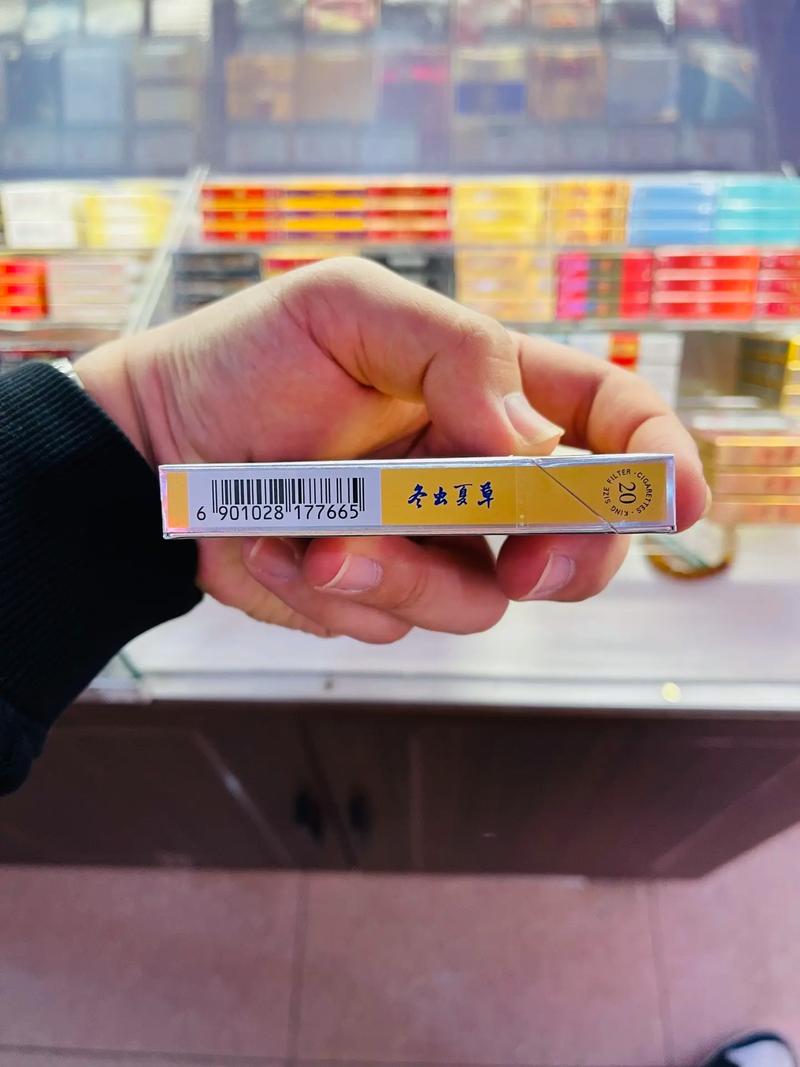 6 901028 177665
冬虫夏草
20
KING SIZE FILTER · CIGARETTES ·